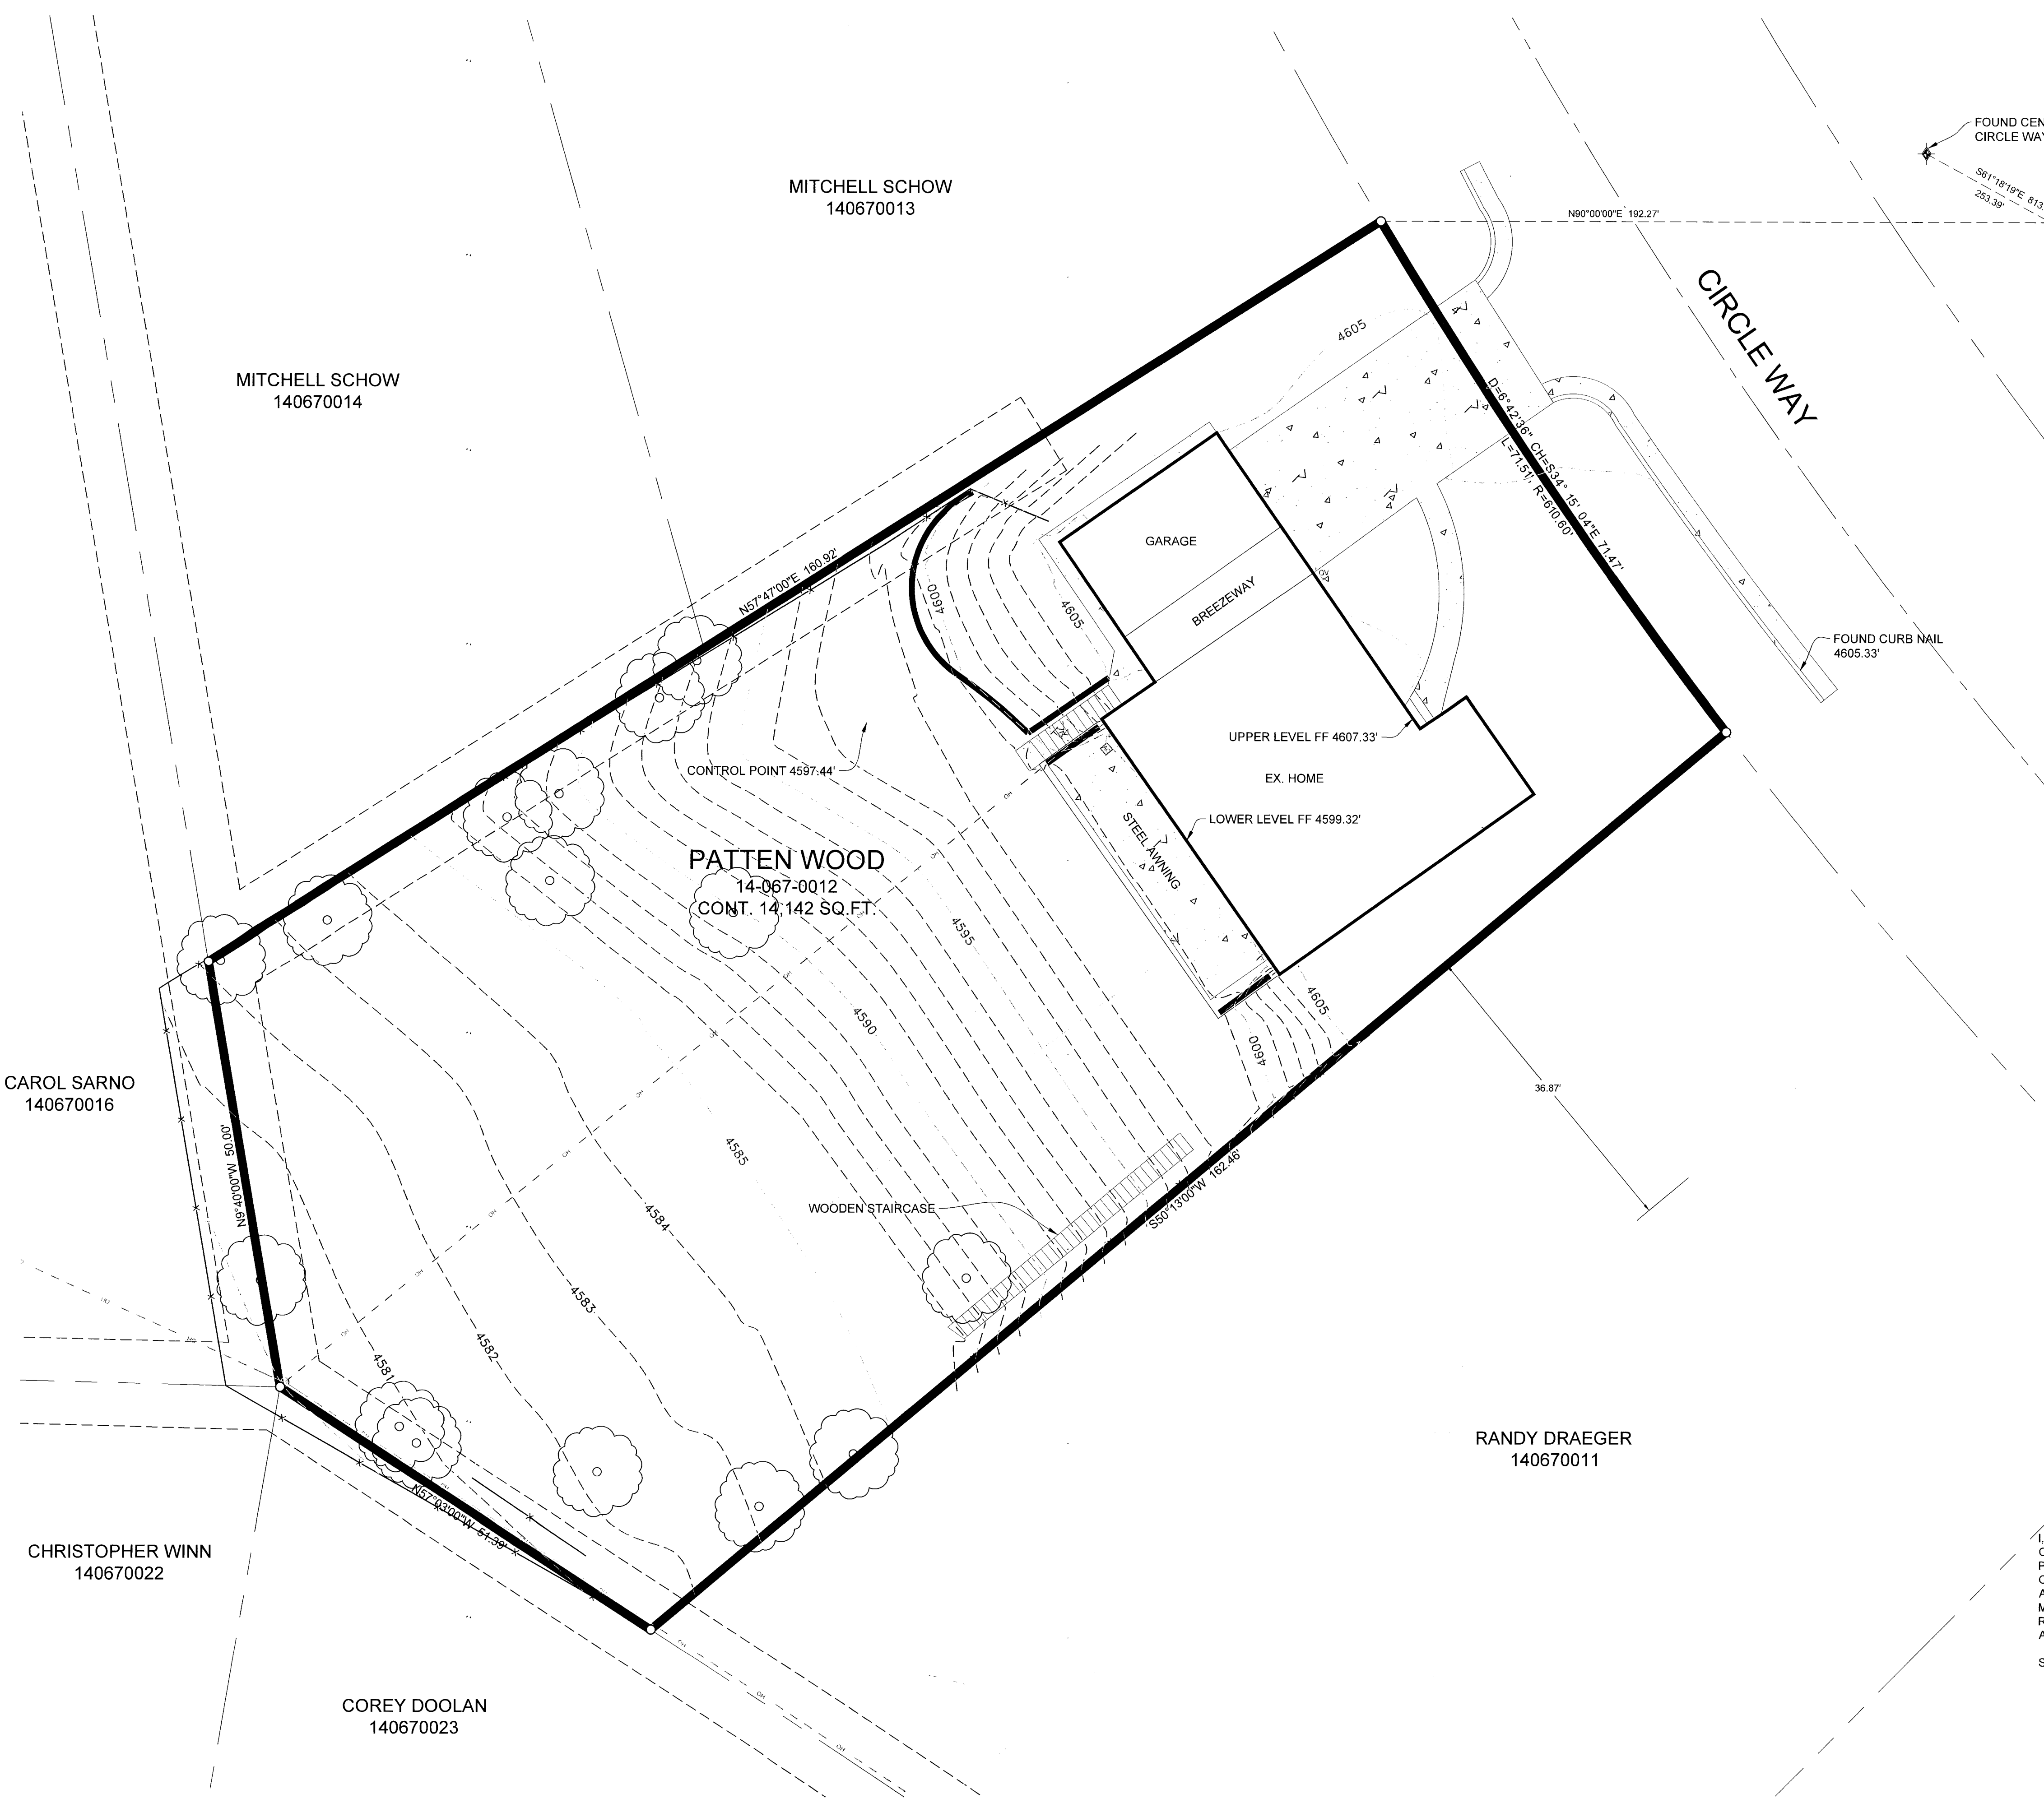 FOUND CEN
CIRCLE WAY
S61°18'19"E 813.
253.39'
MITCHELL SCHOW
140670013
N90°00'00"E 192.27'
CIRCLE WAY
4605
MITCHELL SCHOW
140670014
D=6°42'36" CH=S34° 15' 04"E 71.47'
L=71.51', R=610.60'
GARAGE
N57°47'00"E 160.92'
4600
4605
BREEZEWAY
FOUND CURB NAIL
4605.33'
UPPER LEVEL FF 4607.33'
CONTROL POINT 4597.44'
EX. HOME
LOWER LEVEL FF 4599.32'
STEEL AWNING
PATTEN WOOD
14-067-0012
CONT. 14,142 SQ.FT.
4595
4590
4605
4600
CAROL SARNO
140670016
36.87'
N9°40'00"W 50.00'
4585
WOODEN STAIRCASE
S50°13'00"W 162.46'
4584
4583
4582
4581
RANDY DRAEGER
140670011
N57°03'00"W 51.39'
CHRISTOPHER WINN
140670022
I,
C
P
C
A
M
R
A
S
COREY DOOLAN
140670023
OH
OH
OH